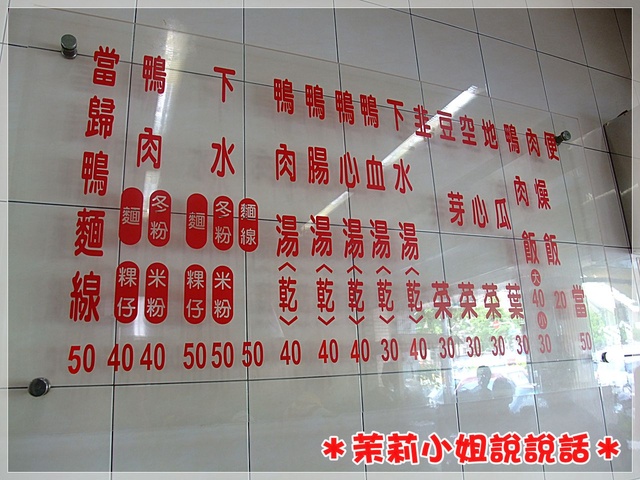 當歸鴨麵線 50
鴨肉
麵 粿仔 40
冬粉 米粉 40
下水
麵 粿仔 50
冬粉 米粉 50
麵線 50
鴨肉湯〈乾〉 40
鴨腸湯〈乾〉 40
鴨心湯〈乾〉 40
鴨血湯〈乾〉 30
下水湯〈乾〉 40
韭菜 30
豆芽菜 30
空心菜 30
地瓜葉 30
鴨肉飯 大40 小30
肉燥飯 20
便當 50
＊茉莉小姐說說話＊